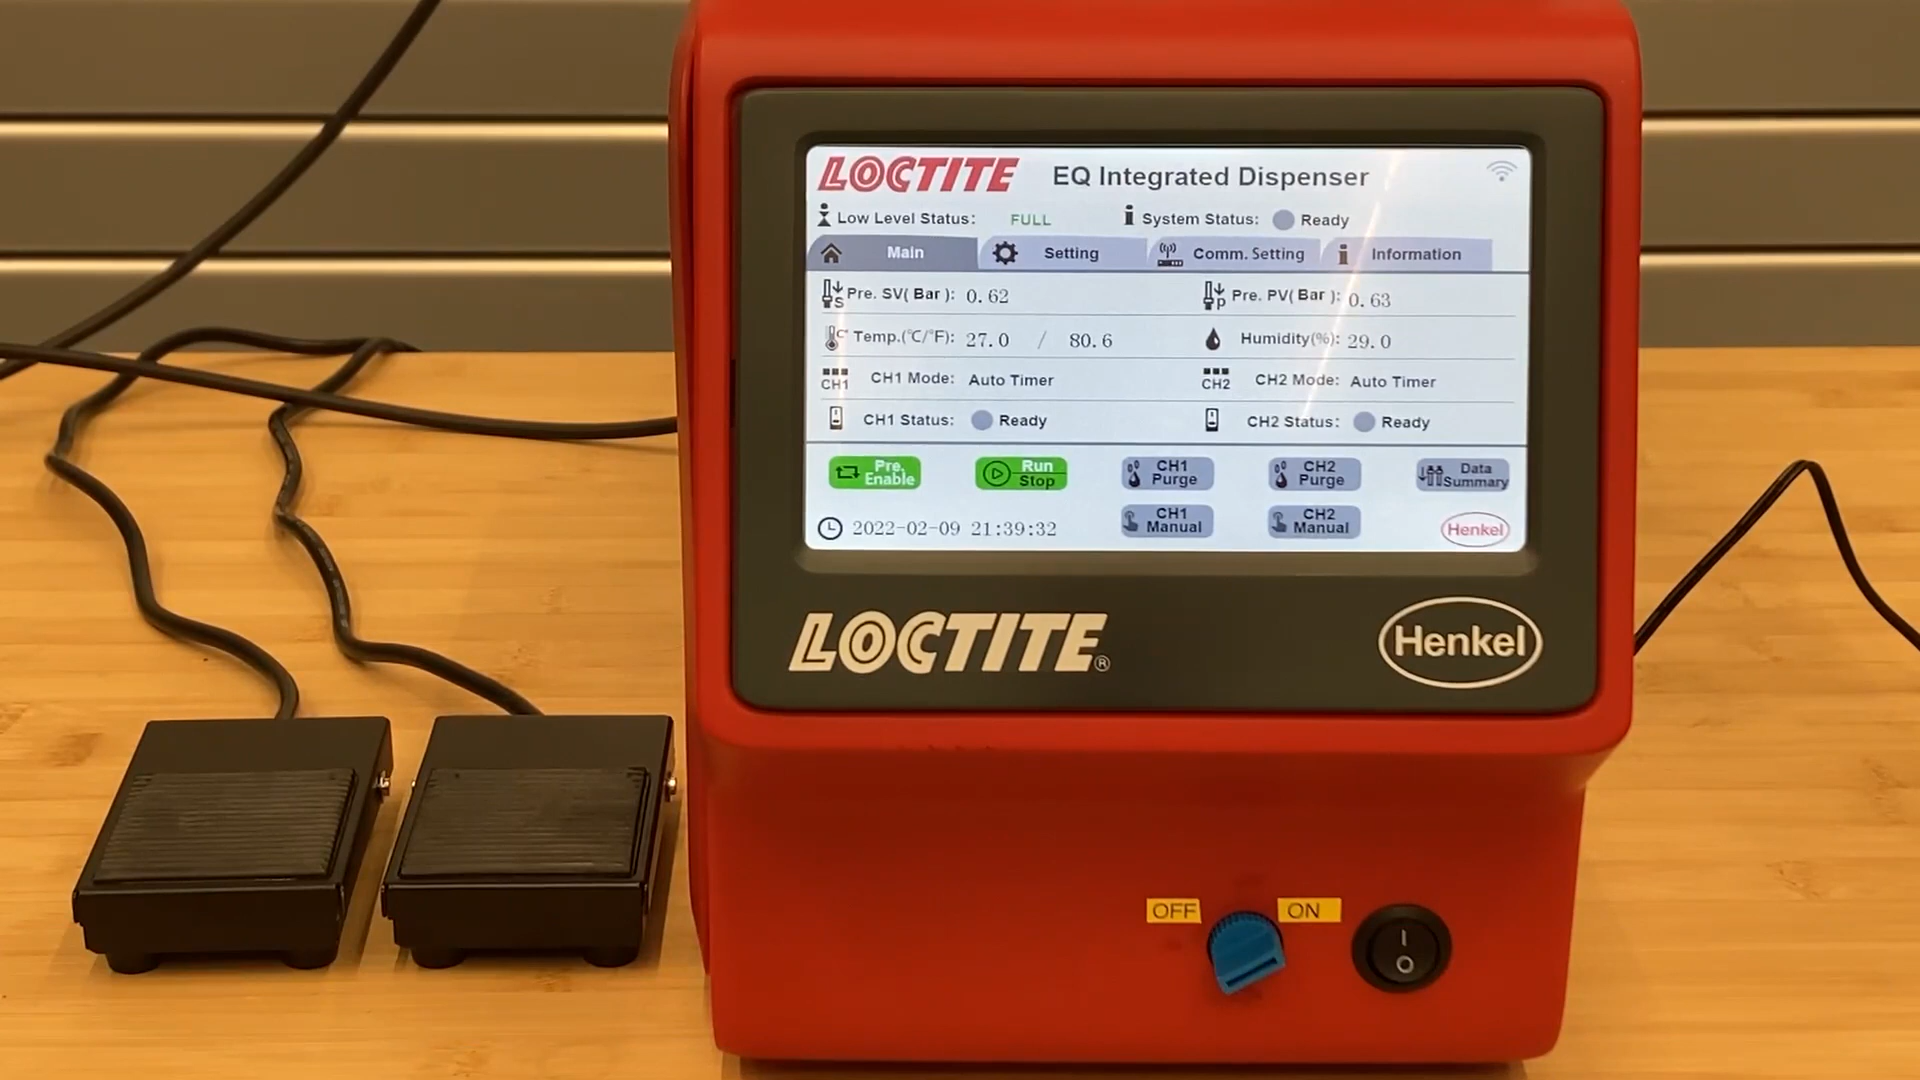 LOCTITE EQ Integrated Dispenser
Low Level Status: FULL System Status: Ready
Main Setting Comm. Setting Information
Pre. SV( Bar ): 0.62 Pre. PV( Bar ): 0.63
Temp.(°C/°F): 27.0 / 80.6 Humidity(%): 29.0
CH1 CH1 Mode: Auto Timer CH2 CH2 Mode: Auto Timer
CH1 Status: Ready CH2 Status: Ready
Pre. Enable Run Stop CH1 Purge CH2 Purge Data Summary
2022-02-09 21:39:32 CH1 Manual CH2 Manual Henkel
LOCTITE® Henkel
OFF ON